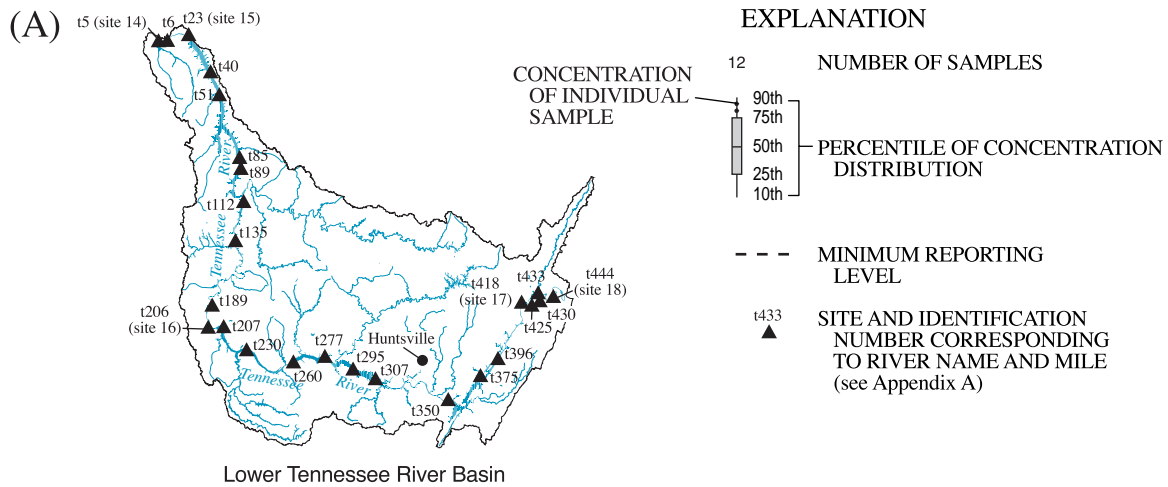 (A)
t5 (site 14)
t6
t23 (site 15)
t40
t51
t85
t89
t112
t135
t189
t206
(site 16)
t207
t230
t260
t277
t295
t307
t350
t375
t396
t418
(site 17)
t425
t430
t433
t444
(site 18)
Huntsville
River
Tennessee
Tennessee
River
Lower Tennessee River Basin
EXPLANATION
12
NUMBER OF SAMPLES
CONCENTRATION
OF INDIVIDUAL
SAMPLE
90th
75th
50th
25th
10th
PERCENTILE OF CONCENTRATION
DISTRIBUTION
MINIMUM REPORTING
LEVEL
t433
SITE AND IDENTIFICATION
NUMBER CORRESPONDING
TO RIVER NAME AND MILE
(see Appendix A)